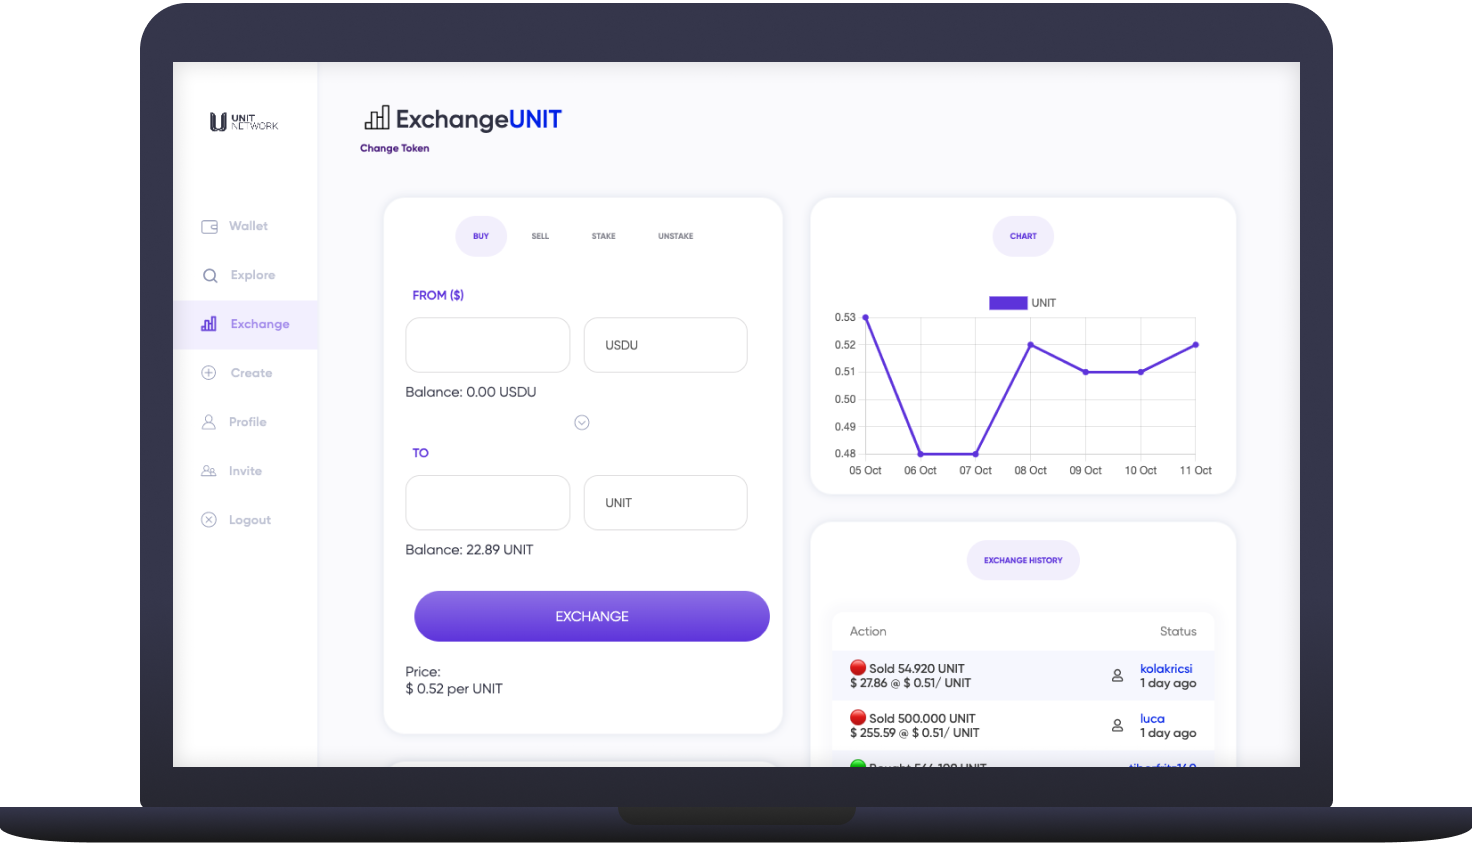 UNIT
NETWORK
Wallet
Explore
Exchange
Create
Profile
Invite
Logout
ExchangeUNIT
Change Token
BUY SELL STAKE UNSTAKE
FROM ($)
USDU
Balance: 0.00 USDU
TO
UNIT
Balance: 22.89 UNIT
EXCHANGE
Price:
$ 0.52 per UNIT
CHART
UNIT
0.53
0.52
0.51
0.50
0.49
0.48
05 Oct 06 Oct 07 Oct 08 Oct 09 Oct 10 Oct 11 Oct
EXCHANGE HISTORY
Action Status
Sold 54.920 UNIT kolakricsi
$ 27.86 @ $ 0.51/ UNIT 1 day ago
Sold 500.000 UNIT luca
$ 255.59 @ $ 0.51/ UNIT 1 day ago
Bought UNIT